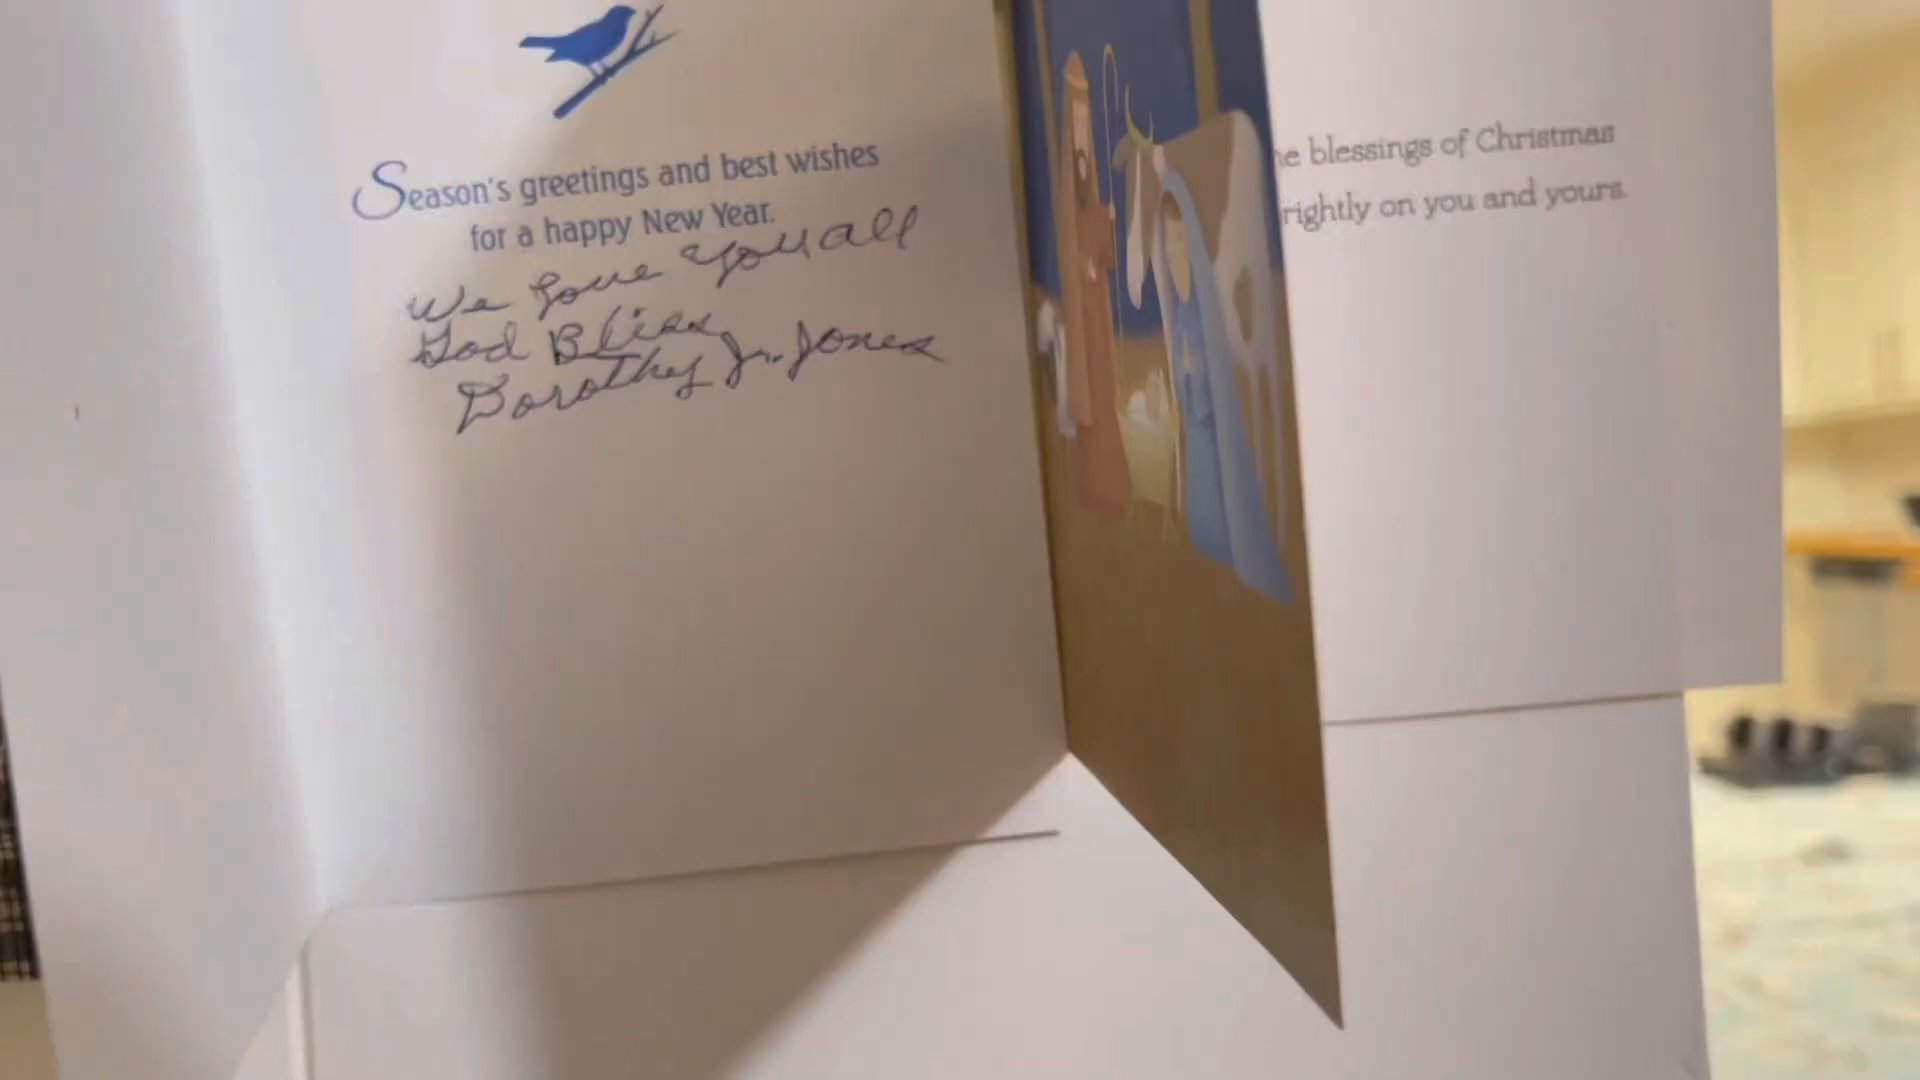 Season's greetings and best wishes
for a happy New Year.
We love you all
God Bless
Dorothy Jr. Jones
he blessings of Christmas
rightly on you and yours.